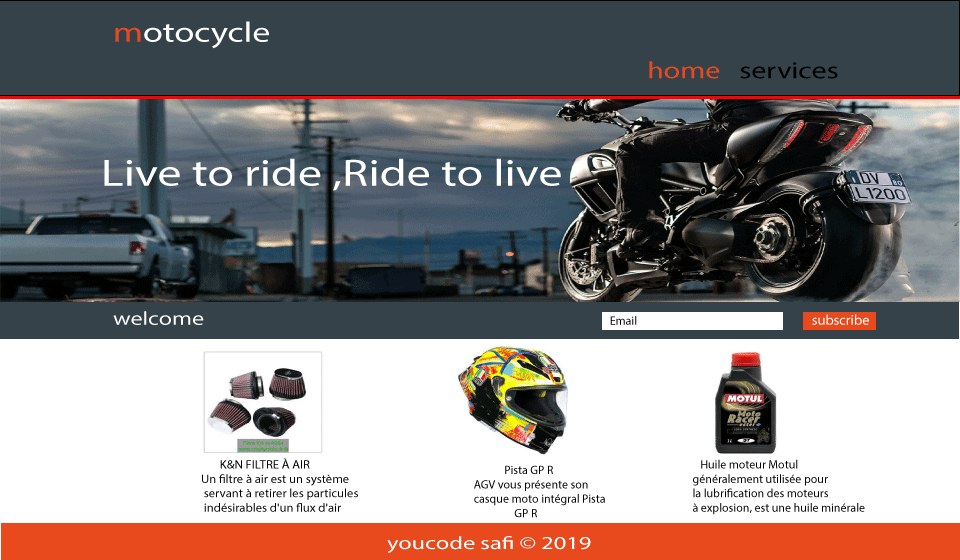 motocycle
home services
Live to ride ,Ride to live
DV
L1200
welcome
Email
subscribe
MOTUL
Moto
Racer
K&N FILTRE À AIR
Un filtre à air est un système
servant à retirer les particules
indésirables d'un flux d'air
Pista GP R
AGV vous présente son
casque moto intégral Pista
GP R
Huile moteur Motul
généralement utilisée pour
la lubrification des moteurs
à explosion, est une huile minérale
youcode safi © 2019